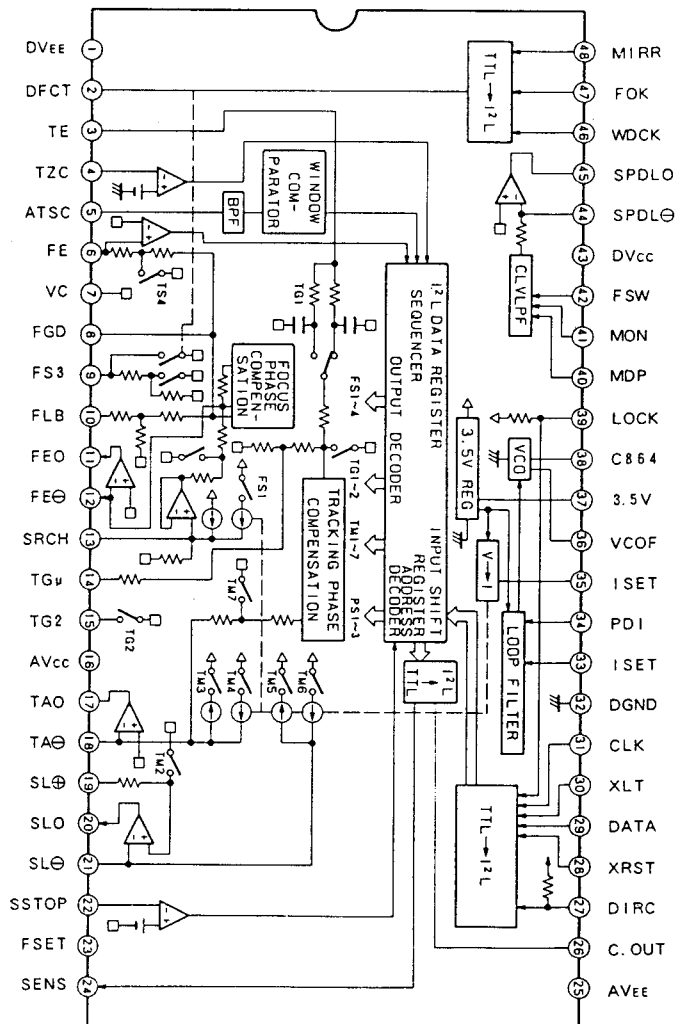 DVEE 1
DFCT 2
TE 3
TZC 4
ATSC 5
FE 6
VC 7
FGD 8
FS3 9
FLB 10
FEO 11
FE⊖ 12
SRCH 13
TGμ 14
TG2 15
AVcc 16
TAO 17
TA⊖ 18
SL⊕ 19
SLO 20
SL⊖ 21
SSTOP 22
FSET 23
SENS 24
48 MIRR
47 FOK
46 WDCK
45 SPDLO
44 SPDL⊖
43 DVcc
42 FSW
41 MON
40 MDP
39 LOCK
38 C864
37 3.5V
36 VCOF
35 ISET
34 PDI
33 ISET
32 DGND
31 CLK
30 XLT
29 DATA
28 XRST
27 DIRC
26 C.OUT
25 AVEE
TTL→I²L
BPF
WINDOW
COM-
PARATOR
TS4
TG1
FOCUS
PHASE
COMPEN-
SATION
FS1
TRACKING PHASE
COMPENSATION
TG2
TM7
TM3
TM4
TM5
TM6
TM2
FS1~4
TG1~2
TM1~7
PS1~3
I²L DATA REGISTER
SEQUENCER
OUTPUT DECODER
INPUT SHIFT
REGISTER
ADDRESS
DECODER
I²L
→
TTL
CLVLPF
3.5V REG
VCO
V→I
LOOP FILTER
TTL→I²L